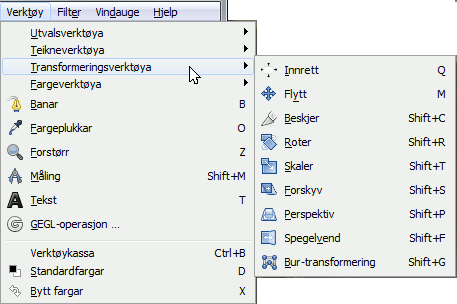 Verktøy Filter Vindauge Hjelp
Utvalsverktøya
Teikneverktøya
Transformeringsverktøya
Fargeverktøya
Banar B
Fargeplukkar O
Forstørr Z
Måling Shift+M
Tekst T
GEGL-operasjon ...
Verktøykassa Ctrl+B
Standardfargar D
Bytt fargar X
Innrett Q
Flytt M
Beskjer Shift+C
Roter Shift+R
Skaler Shift+T
Forskyv Shift+S
Perspektiv Shift+P
Spegelvend Shift+F
Bur-transformering Shift+G